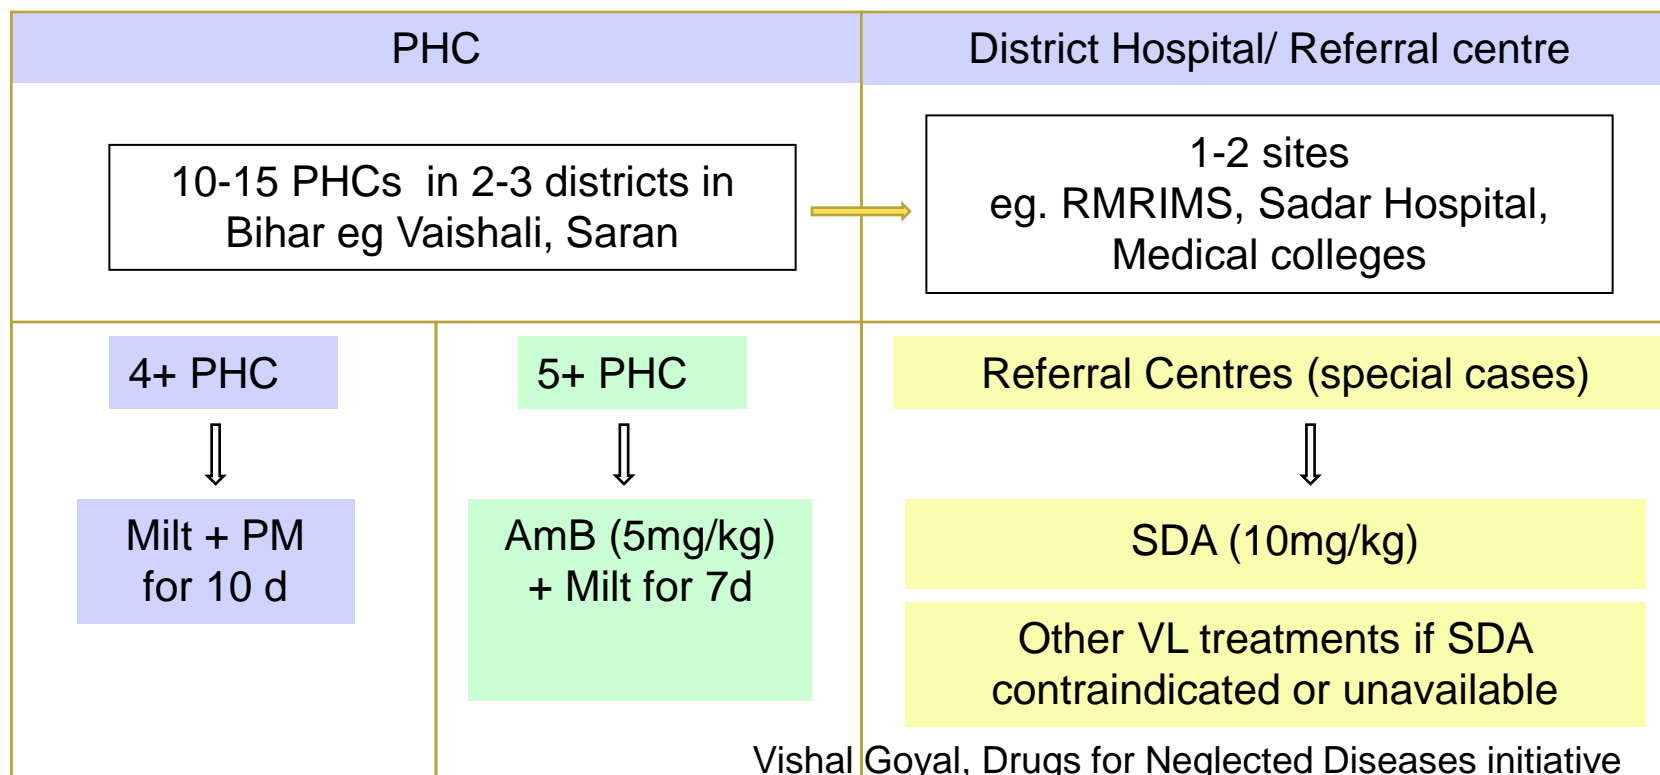 PHC
District Hospital/ Referral centre
10-15 PHCs in 2-3 districts in
Bihar eg Vaishali, Saran
1-2 sites
eg. RMRIMS, Sadar Hospital,
Medical colleges
4+ PHC
5+ PHC
Referral Centres (special cases)
Milt + PM
for 10 d
AmB (5mg/kg)
+ Milt for 7d
SDA (10mg/kg)
Other VL treatments if SDA
contraindicated or unavailable
Vishal Goyal, Drugs for Neglected Diseases initiative